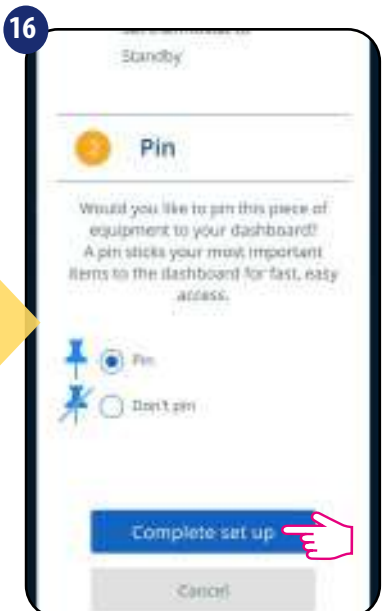 16
Standby
Pin
Would you like to pin this piece of
equipment to your dashboard?
A pin sticks your most important
items to the dashboard for fast, easy
access.
Pin
Don't pin
Complete set up
Cancel